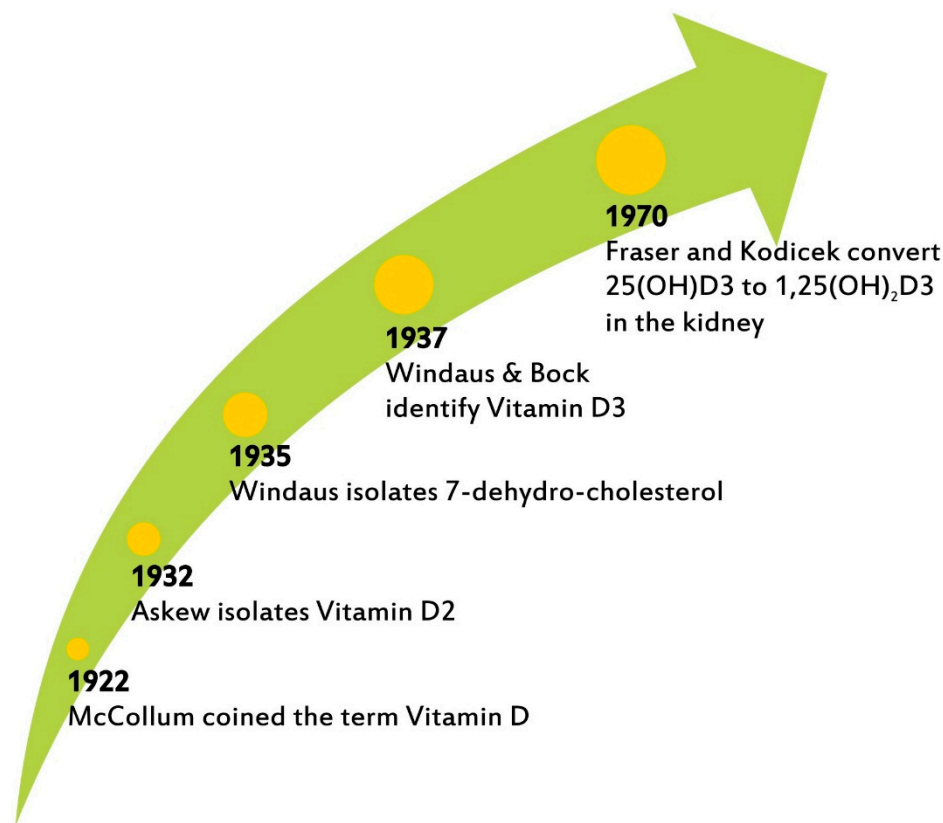 1970
Fraser and Kodicek convert
25(OH)D3 to 1,25(OH)₂D3
in the kidney
1937
Windaus & Bock
identify Vitamin D3
1935
Windaus isolates 7-dehydro-cholesterol
1932
Askew isolates Vitamin D2
1922
McCollum coined the term Vitamin D